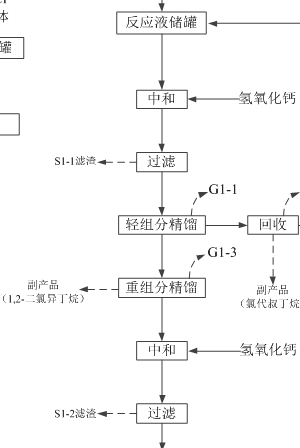 体
罐
反应液储罐
中和
氢氧化钙
S1-1滤渣
过滤
G1-1
轻组分精馏
回收
G1-3
副产品
（1,2-二氯异丁烷）
重组分精馏
副产品
（氯代叔丁烷
中和
氢氧化钙
S1-2滤渣
过滤